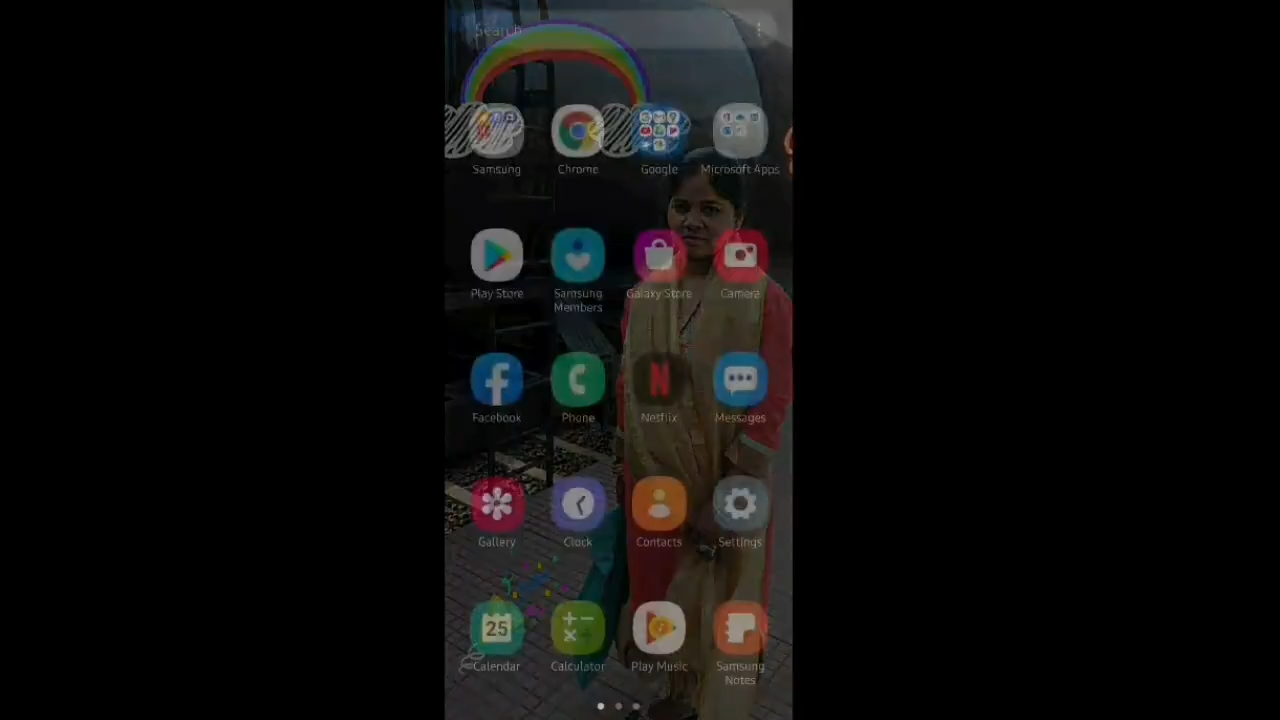 Search
Samsung
Chrome
Google
Microsoft Apps
Play Store
Samsung
Members
Galaxy Store
Camera
Facebook
Phone
Netflix
Messages
Gallery
Clock
Contacts
Settings
25
Calendar
Calculator
Play Music
Samsung
Notes